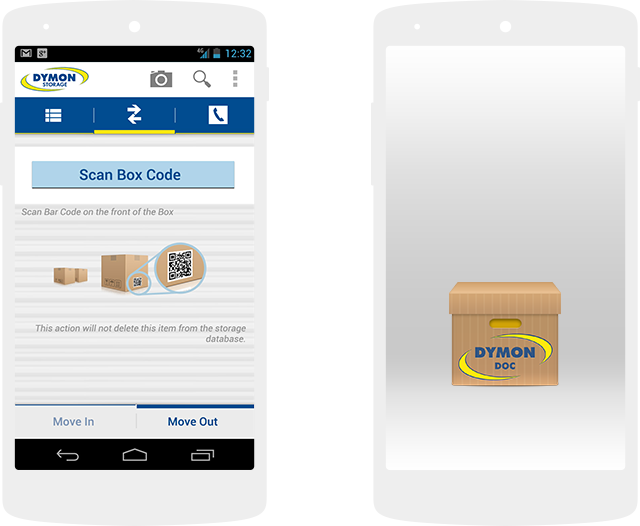 4G 12:32
DYMON
STORAGE
Scan Box Code
Scan Bar Code on the front of the Box
This action will not delete this item from the storage
database.
Move In Move Out
DYMON
DOC